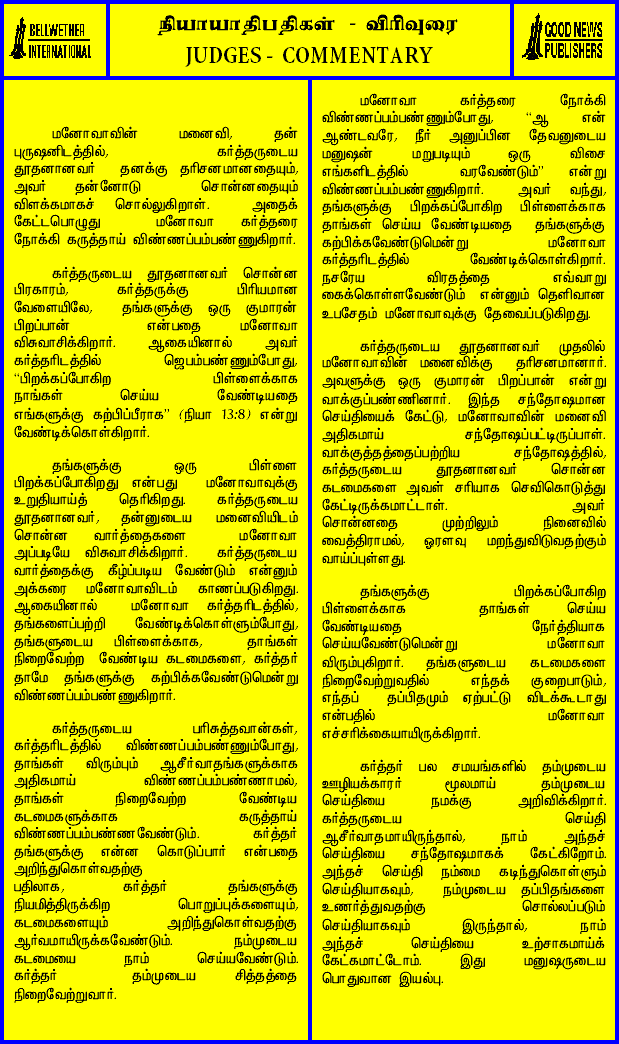 BELLWETHER
INTERNATIONAL
நியாயாதிபதிகள் - விரிவுரை
JUDGES - COMMENTARY
GOOD NEWS
PUBLISHERS
மனோவாவின் மனைவி, தன்
புருஷனிடத்தில், கர்த்தருடைய
தூதனானவர் தனக்கு தரிசனமானதையும்,
அவர் தன்னோடு சொன்னதையும்
விளக்கமாகச் சொல்லுகிறாள். அதைக்
கேட்டபொழுது மனோவா கர்த்தரை
நோக்கி கருத்தாய் விண்ணப்பம்பண்ணுகிறார்.
கர்த்தருடைய தூதனானவர் சொன்ன
பிரகாரம், கர்த்தருக்கு பிரியமான
வேளையிலே, தங்களுக்கு ஒரு குமாரன்
பிறப்பான் என்பதை மனோவா
விசுவாசிக்கிறார். ஆகையினால் அவர்
கர்த்தரிடத்தில் ஜெபம்பண்ணும்போது,
“பிறக்கப்போகிற பிள்ளைக்காக
நாங்கள் செய்ய வேண்டியதை
எங்களுக்கு கற்பிப்பீராக” (நியா 13:8) என்று
வேண்டிக்கொள்கிறார்.
தங்களுக்கு ஒரு பிள்ளை
பிறக்கப்போகிறது என்பது மனோவாவுக்கு
உறுதியாய்த் தெரிகிறது. கர்த்தருடைய
தூதனானவர், தன்னுடைய மனைவியிடம்
சொன்ன வார்த்தைகளை மனோவா
அப்படியே விசுவாசிக்கிறார். கர்த்தருடைய
வார்த்தைக்கு கீழ்ப்படிய வேண்டும் என்னும்
அக்கரை மனோவாவிடம் காணப்படுகிறது.
ஆகையினால் மனோவா கர்த்தரிடத்தில்,
தங்களைப்பற்றி வேண்டிக்கொள்ளும்போது,
தங்களுடைய பிள்ளைக்காக, தாங்கள்
நிறைவேற்ற வேண்டிய கடமைகளை, கர்த்தர்
தாமே தங்களுக்கு கற்பிக்கவேண்டுமென்று
விண்ணப்பம்பண்ணுகிறார்.
கர்த்தருடைய பரிசுத்தவான்கள்,
கர்த்தரிடத்தில் விண்ணப்பம்பண்ணும்போது,
தாங்கள் விரும்பும் ஆசீர்வாதங்களுக்காக
அதிகமாய் விண்ணப்பம்பண்ணாமல்,
தாங்கள் நிறைவேற்ற வேண்டிய
கடமைகளுக்காக கருத்தாய்
விண்ணப்பம்பண்ணவேண்டும். கர்த்தர்
தங்களுக்கு என்ன கொடுப்பார் என்பதை
அறிந்துகொள்வதற்கு
பதிலாக, கர்த்தர் தங்களுக்கு
நியமித்திருக்கிற பொறுப்புக்களையும்,
கடமைகளையும் அறிந்துகொள்வதற்கு
ஆர்வமாயிருக்கவேண்டும். நம்முடைய
கடமையை நாம் செய்யவேண்டும்.
கர்த்தர் தம்முடைய சித்தத்தை
நிறைவேற்றுவார்.
மனோவா கர்த்தரை நோக்கி
விண்ணப்பம்பண்ணும்போது, “ஆ என்
ஆண்டவரே, நீர் அனுப்பின தேவனுடைய
மனுஷன் மறுபடியும் ஒரு விசை
எங்களிடத்தில் வரவேண்டும்” என்று
விண்ணப்பம்பண்ணுகிறார். அவர் வந்து,
தங்களுக்கு பிறக்கப்போகிற பிள்ளைக்காக
தாங்கள் செய்ய வேண்டியதை தங்களுக்கு
கற்பிக்கவேண்டுமென்று மனோவா
கர்த்தரிடத்தில் வேண்டிக்கொள்கிறார்.
நசரேய விரதத்தை எவ்வாறு
கைக்கொள்ளவேண்டும் என்னும் தெளிவான
உபசேதம் மனோவாவுக்கு தேவைப்படுகிறது.
கர்த்தருடைய தூதனானவர் முதலில்
மனோவாவின் மனைவிக்கு தரிசனமானார்.
அவளுக்கு ஒரு குமாரன் பிறப்பான் என்று
வாக்குப்பண்ணினார். இந்த சந்தோஷமான
செய்தியைக் கேட்டு, மனோவாவின் மனைவி
அதிகமாய் சந்தோஷப்பட்டிருப்பாள்.
வாக்குத்தத்தைப்பற்றிய சந்தோஷத்தில்,
கர்த்தருடைய தூதனானவர் சொன்ன
கடமைகளை அவள் சரியாக செவிகொடுத்து
கேட்டிருக்கமாட்டாள். அவர்
சொன்னதை முற்றிலும் நினைவில்
வைத்திராமல், ஓரளவு மறந்துவிடுவதற்கும்
வாய்ப்புள்ளது.
தங்களுக்கு பிறக்கப்போகிற
பிள்ளைக்காக தாங்கள் செய்ய
வேண்டியதை நேர்த்தியாக
செய்யவேண்டுமென்று மனோவா
விரும்புகிறார். தங்களுடைய கடமைகளை
நிறைவேற்றுவதில் எந்தக் குறைபாடும்,
எந்தப் தப்பிதமும் ஏற்பட்டு விடக்கூடாது
என்பதில் மனோவா
எச்சரிக்கையாயிருக்கிறார்.
கர்த்தர் பல சமயங்களில் தம்முடைய
ஊழியக்காரர் மூலமாய் தம்முடைய
செய்தியை நமக்கு அறிவிக்கிறார்.
கர்த்தருடைய செய்தி
ஆசீர்வாதமாயிருந்தால், நாம் அந்தச்
செய்தியை சந்தோஷமாகக் கேட்கிறோம்.
அந்தச் செய்தி நம்மை கடிந்துகொள்ளும்
செய்தியாகவும், நம்முடைய தப்பிதங்களை
உணர்த்துவதற்கு சொல்லப்படும்
செய்தியாகவும் இருந்தால், நாம்
அந்தச் செய்தியை உற்சாகமாய்க்
கேட்கமாட்டோம். இது மனுஷருடைய
பொதுவான இயல்பு.